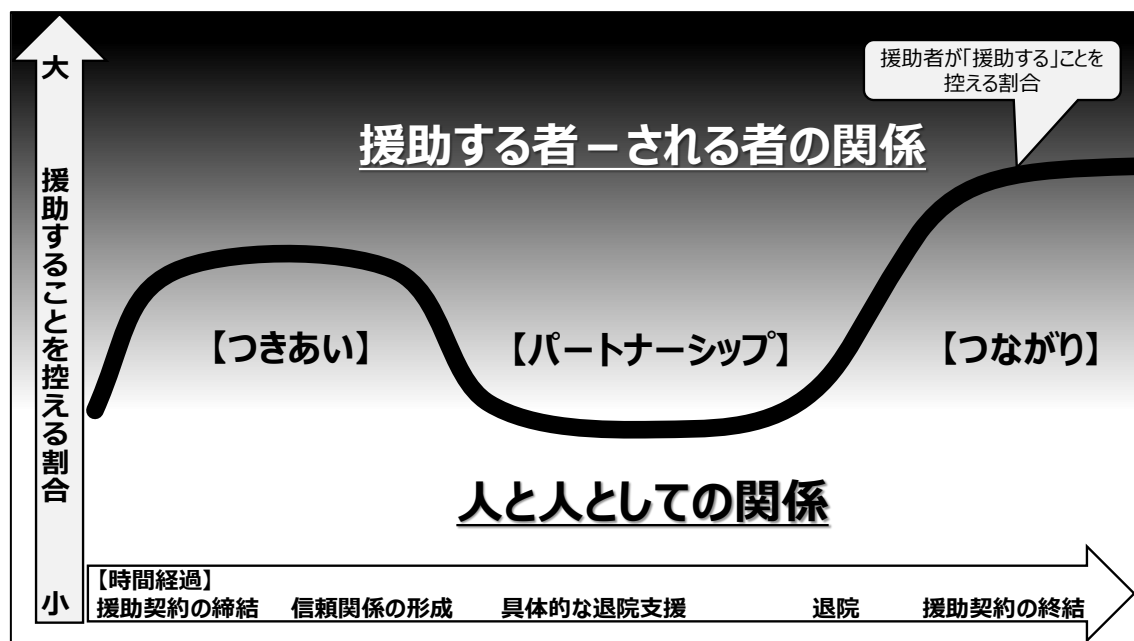 大
援助することを控える割合
小
援助者が「援助する」ことを
控える割合
援助する者－される者の関係
【つきあい】
【パートナーシップ】
【つながり】
人と人としての関係
【時間経過】
援助契約の締結 信頼関係の形成 具体的な退院支援 退院 援助契約の終結